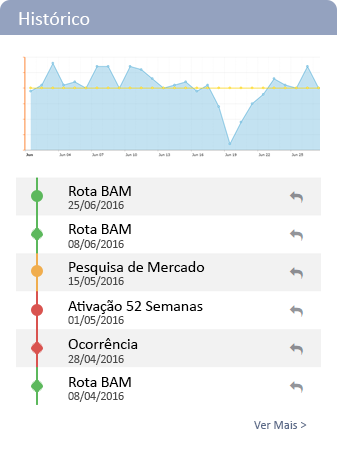 Histórico
Jun Jun 04 Jun 07 Jun 10 Jun 13 Jun 16 Jun 19 Jun 22 Jun 25
Rota BAM
25/06/2016
Rota BAM
08/06/2016
Pesquisa de Mercado
15/05/2016
Ativação 52 Semanas
01/05/2016
Ocorrência
28/04/2016
Rota BAM
08/04/2016
Ver Mais >